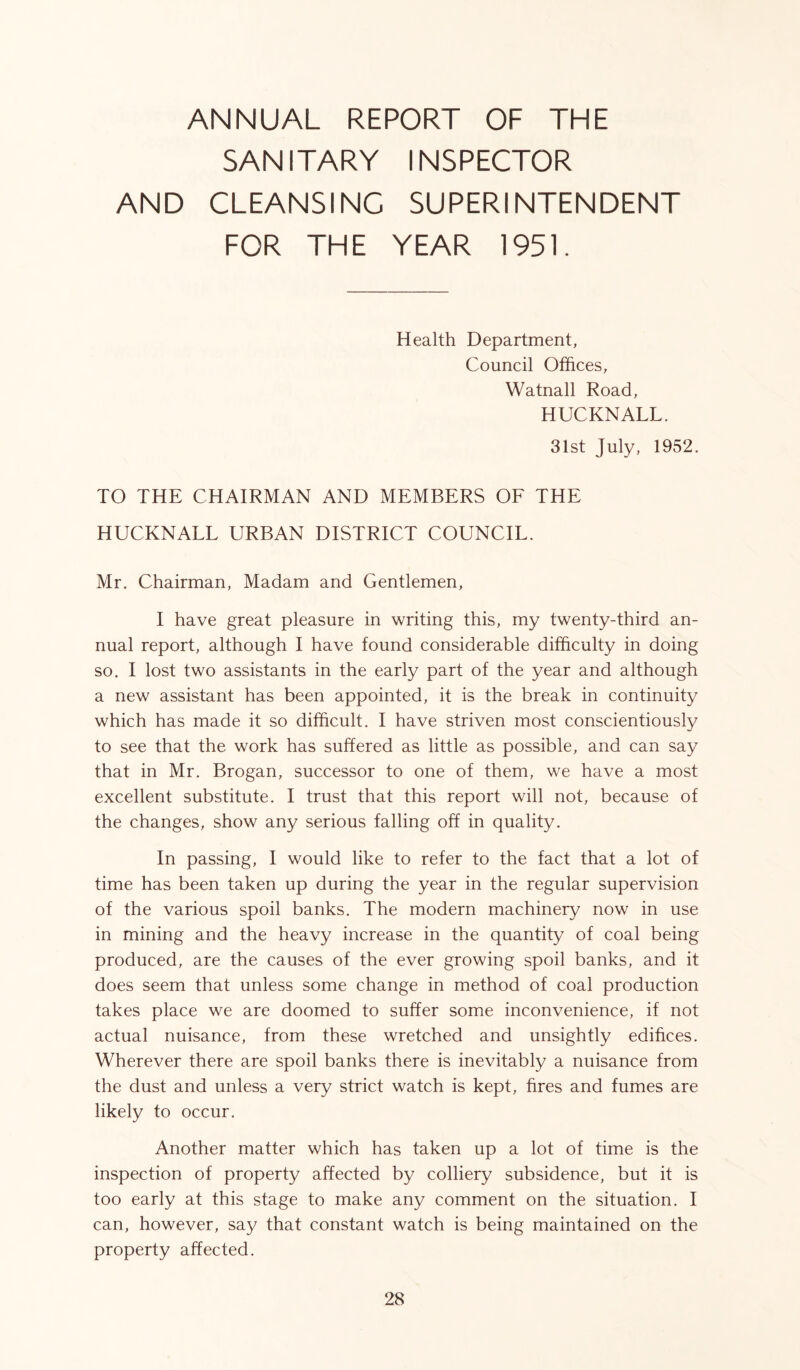 ANNUAL REPORT OF THE
SANITARY INSPECTOR
AND CLEANSING SUPERINTENDENT
FOR THE YEAR 1951.
Health Department,
Council Offices,
Watnall Road,
HUCKNALL.
31st July, 1952.
TO THE CHAIRMAN AND MEMBERS OF THE
HUCKNALL URBAN DISTRICT COUNCIL.
Mr. Chairman, Madam and Gentlemen,
I have great pleasure in writing this, my twenty-third an-
nual report, although I have found considerable difficulty in doing
so. I lost two assistants in the early part of the year and although
a new assistant has been appointed, it is the break in continuity
which has made it so difficult. I have striven most conscientiously
to see that the work has suffered as little as possible, and can say
that in Mr. Brogan, successor to one of them, we have a most
excellent substitute. I trust that this report will not, because of
the changes, show any serious falling off in quality.
In passing, I would like to refer to the fact that a lot of
time has been taken up during the year in the regular supervision
of the various spoil banks. The modern machinery now in use
in mining and the heavy increase in the quantity of coal being
produced, are the causes of the ever growing spoil banks, and it
does seem that unless some change in method of coal production
takes place we are doomed to suffer some inconvenience, if not
actual nuisance, from these wretched and unsightly edifices.
Wherever there are spoil banks there is inevitably a nuisance from
the dust and unless a very strict watch is kept, fires and fumes are
likely to occur.
Another matter which has taken up a lot of time is the
inspection of property affected by colliery subsidence, but it is
too early at this stage to make any comment on the situation. I
can, however, say that constant watch is being maintained on the
property affected.
28